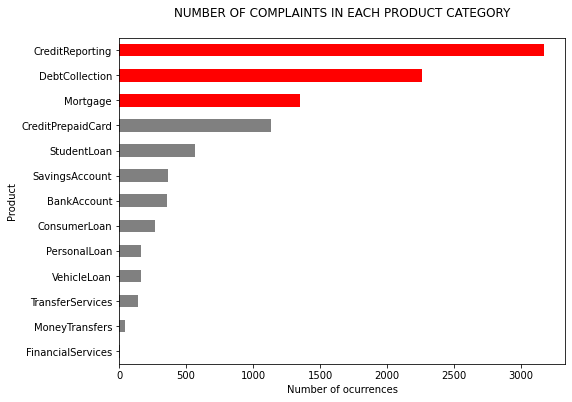 NUMBER OF COMPLAINTS IN EACH PRODUCT CATEGORY
CreditReporting
DebtCollection
Mortgage
CreditPrepaidCard
StudentLoan
SavingsAccount
BankAccount
ConsumerLoan
PersonalLoan
VehicleLoan
TransferServices
MoneyTransfers
FinancialServices
Product
0 500 1000 1500 2000 2500 3000
Number of ocurrences